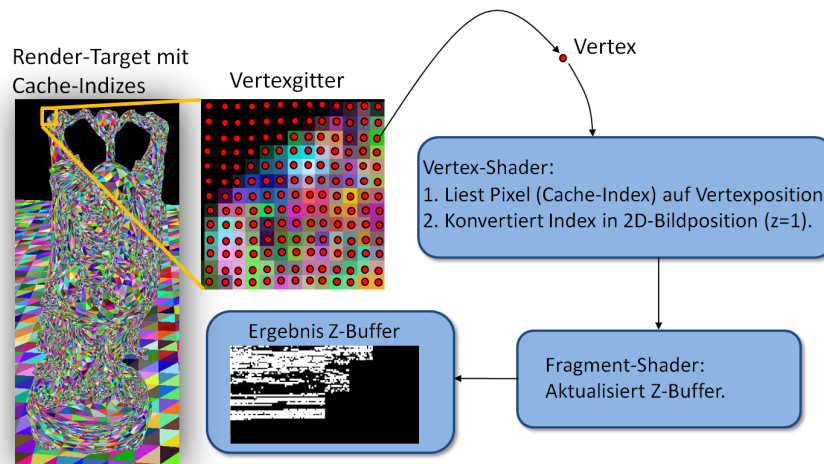 Render-Target mit
Cache-Indizes
Vertexgitter
Vertex
Vertex-Shader:
1. Liest Pixel (Cache-Index) auf Vertexposition
2. Konvertiert Index in 2D-Bildposition (z=1).
Ergebnis Z-Buffer
Fragment-Shader:
Aktualisiert Z-Buffer.